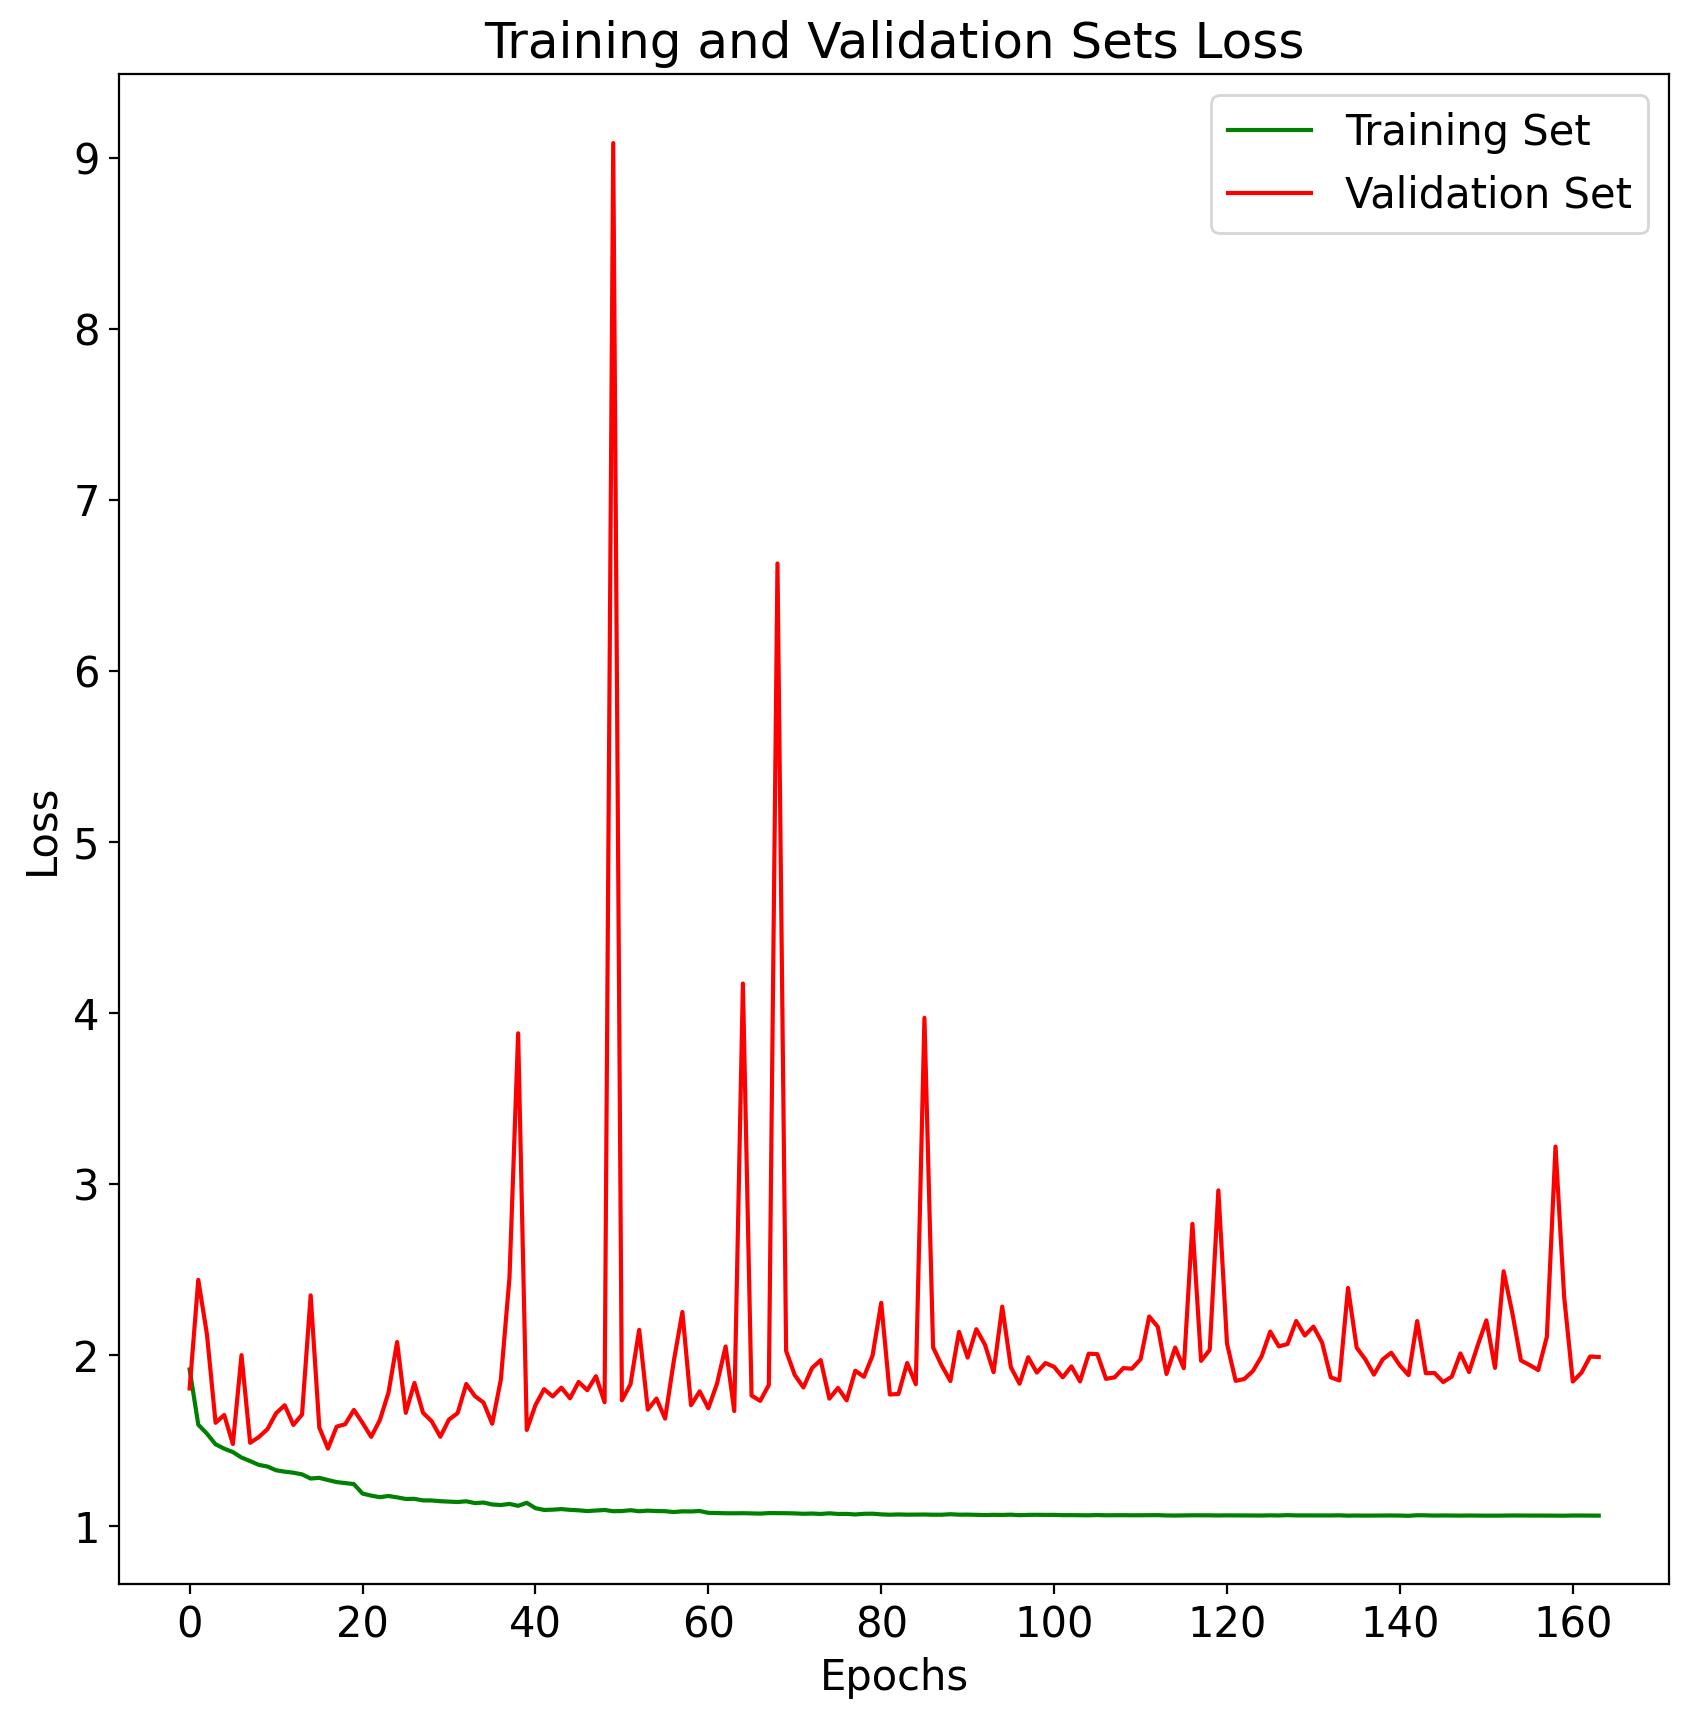 Training and Validation Sets Loss
Training Set
Validation Set
9
8
7
6
5
4
3
2
1
Loss
0 20 40 60 80 100 120 140 160
Epochs